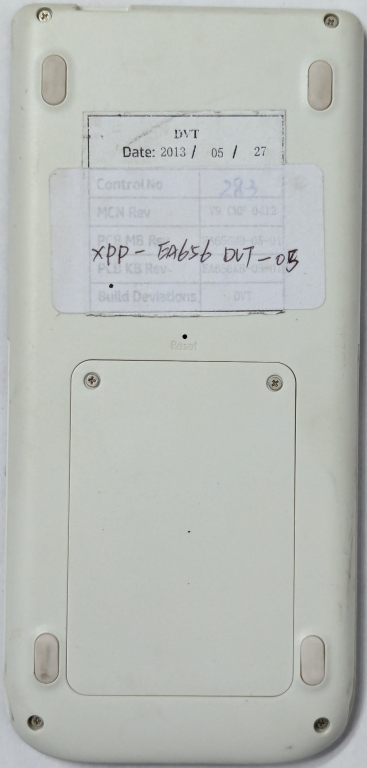 DVT
Date: 2013 / 05 / 27
Control No 283
MCN Rev
PCB MB Rev
XPP - EA656 DVT - 05
PCB KB Rev
Build Deviations DVT
Reset